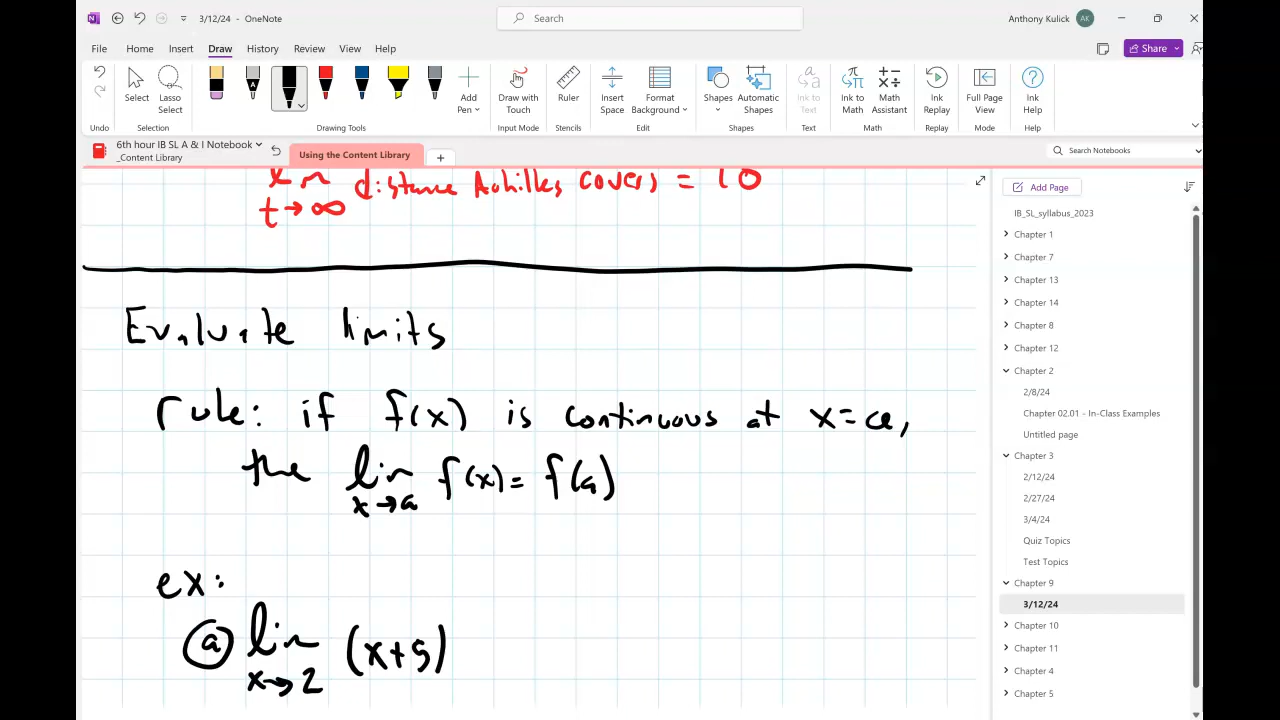 3/12/24 - OneNote
Search
Anthony Kulick
AK
File Home Insert Draw History Review View Help
Share
Undo
Select
Lasso Select
Add Pen
Draw with Touch
Ruler
Insert Space
Format Background
Shapes
Automatic Shapes
Ink to Text
Ink to Math
Math Assistant
Ink Replay
Full Page View
Ink Help
Undo Selection Drawing Tools Input Mode Stencils Edit Shapes Text Math Replay Mode Help
6th hour IB SL A & I Notebook
_Content Library
Using the Content Library
Search Notebooks
lim distance Achilles covers = 10
t→∞
Evaluate limits
rule: if f(x) is continuous at x=a,
the lim f(x) = f(a)
x→a
ex:
ⓐ lim (x+5)
x→2
Add Page
IB_SL_syllabus_2023
Chapter 1
Chapter 7
Chapter 13
Chapter 14
Chapter 8
Chapter 12
Chapter 2
2/8/24
Chapter 02.01 - In-Class Examples
Untitled page
Chapter 3
2/12/24
2/27/24
3/4/24
Quiz Topics
Test Topics
Chapter 9
3/12/24
Chapter 10
Chapter 11
Chapter 4
Chapter 5